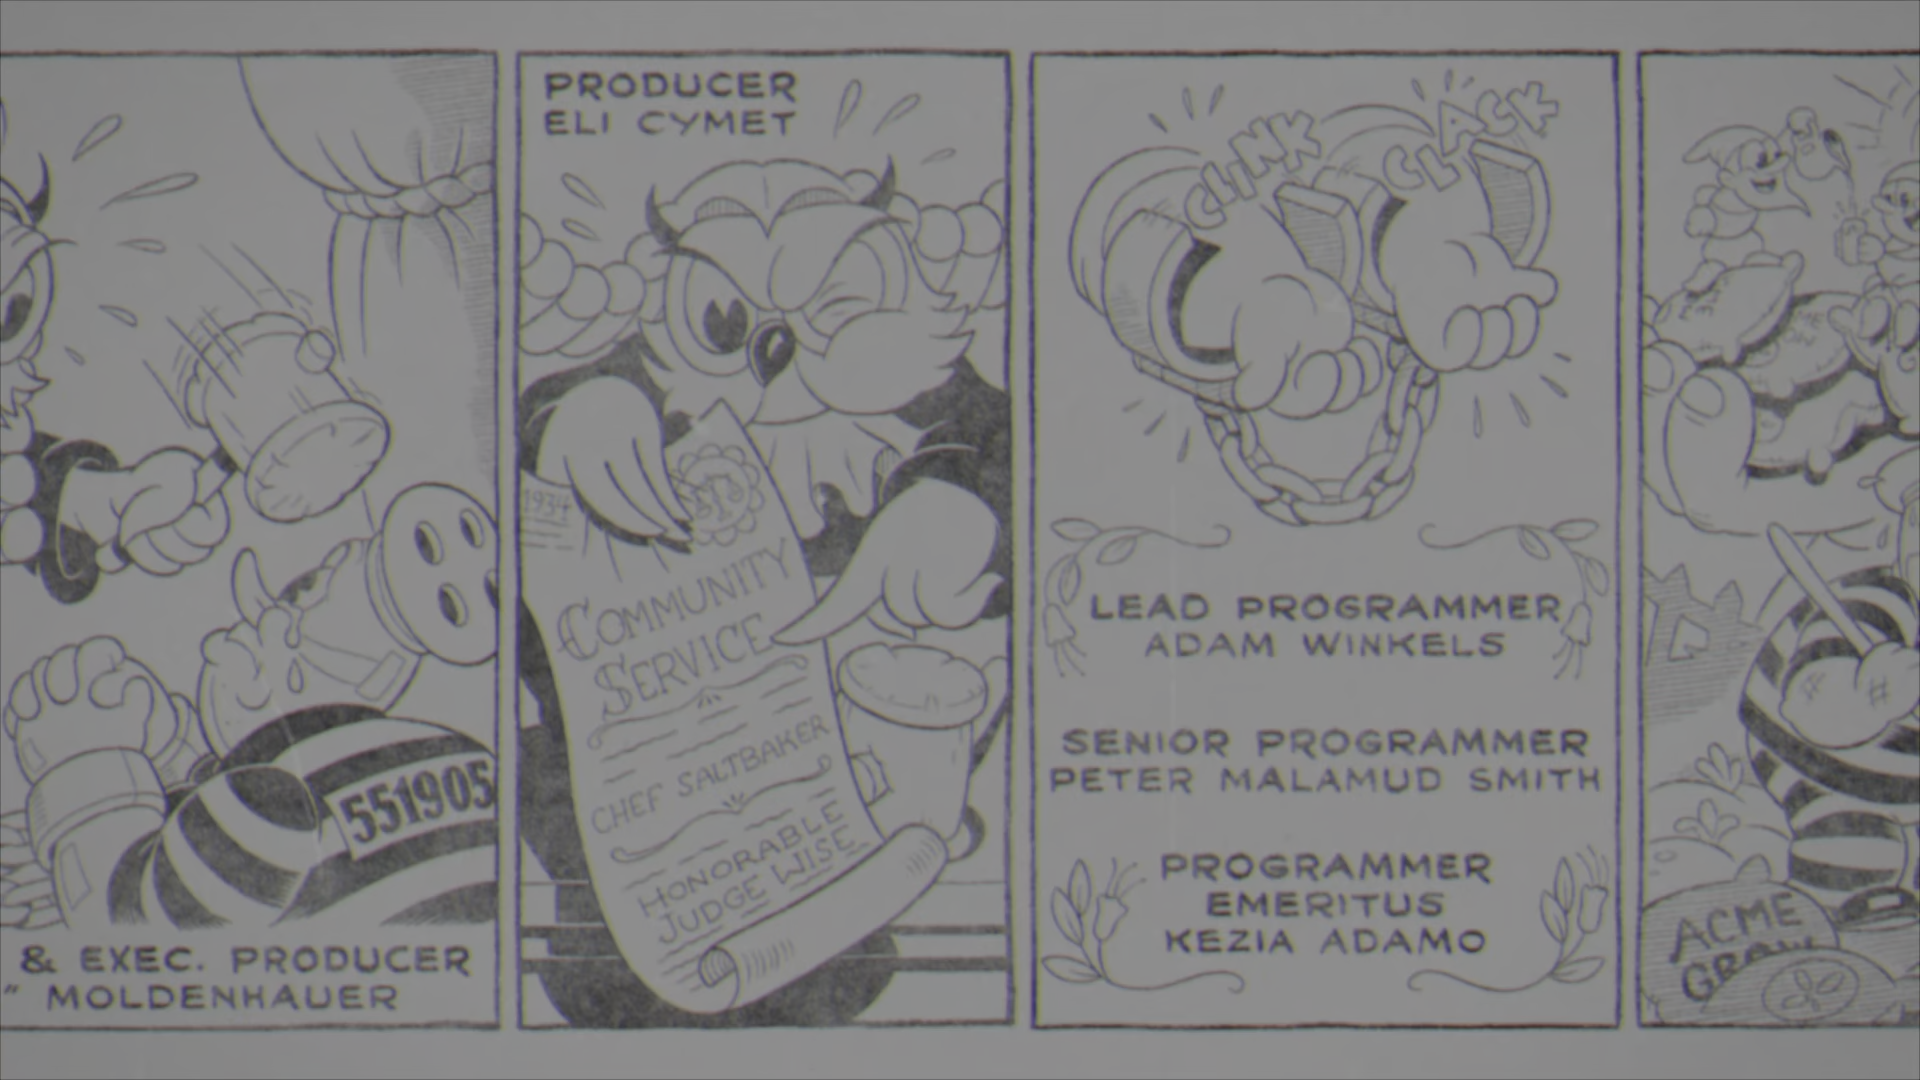 551905
& EXEC. PRODUCER
" MOLDENHAUER
PRODUCER
ELI CYMET
1934
COMMUNITY
SERVICE
CHEF SALTBAKER
HONORABLE
JUDGE WISE
CLINK
CLACK
LEAD PROGRAMMER
ADAM WINKELS
SENIOR PROGRAMMER
PETER MALAMUD SMITH
PROGRAMMER
EMERITUS
KEZIA ADAMO
ACME